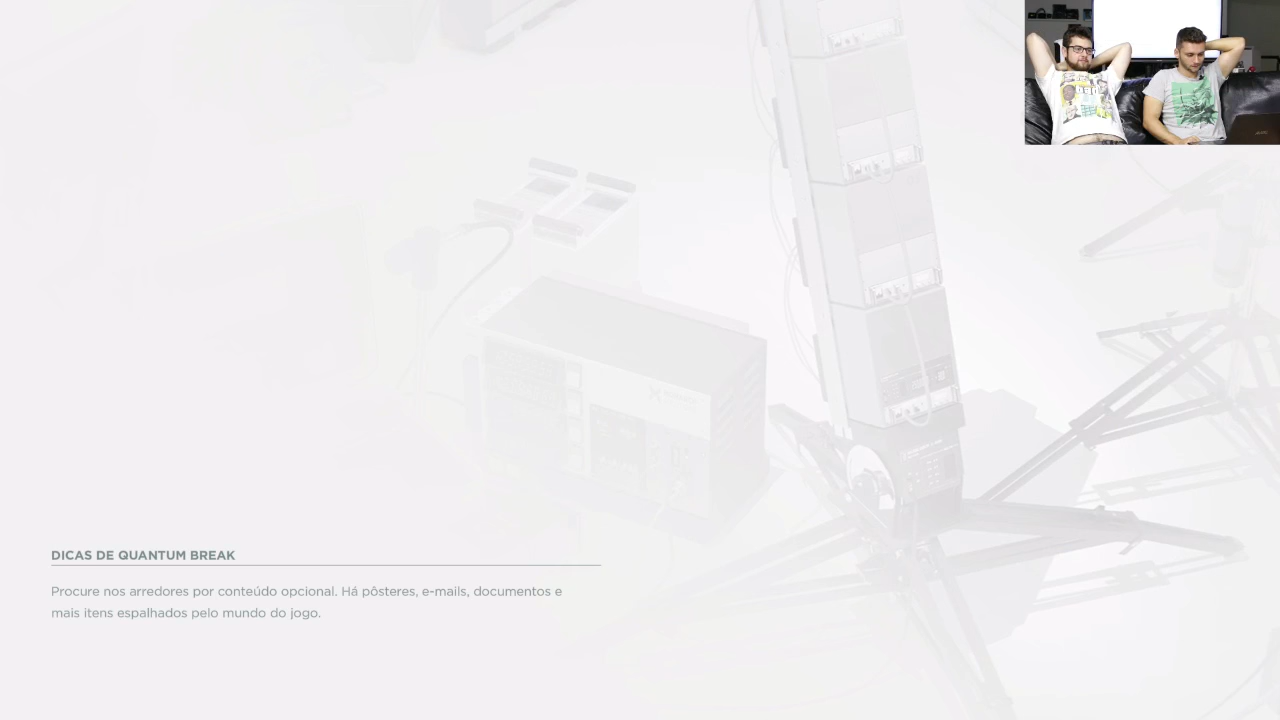 DICAS DE QUANTUM BREAK
Procure nos arredores por conteúdo opcional. Há pôsteres, e-mails, documentos e
mais itens espalhados pelo mundo do jogo.